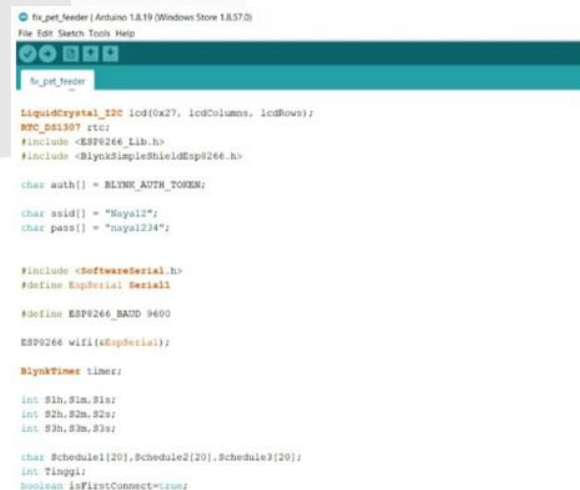 fix_pet_feeder | Arduino 1.8.19 (Windows Store 1.8.57.0)
File Edit Sketch Tools Help
fix_pet_feeder
LiquidCrystal_I2C lcd(0x27, lcdColumns, lcdRows);
RTC_DS1307 rtc;
#include <ESP8266_Lib.h>
#include <BlynkSimpleShieldEsp8266.h>
char auth[] = BLYNK_AUTH_TOKEN;
char ssid[] = "Naya12";
char pass[] = "naya1234";
#include <SoftwareSerial.h>
#define EspSerial Serial1
#define ESP8266_BAUD 9600
ESP8266 wifi(&EspSerial);
BlynkTimer timer;
int S1h,S1m,S1s;
int S2h,S2m,S2s;
int S3h,S3m,S3s;
char Schedule1[20],Schedule2[20],Schedule3[20];
int Tinggi;
boolean isFirstConnect=true;